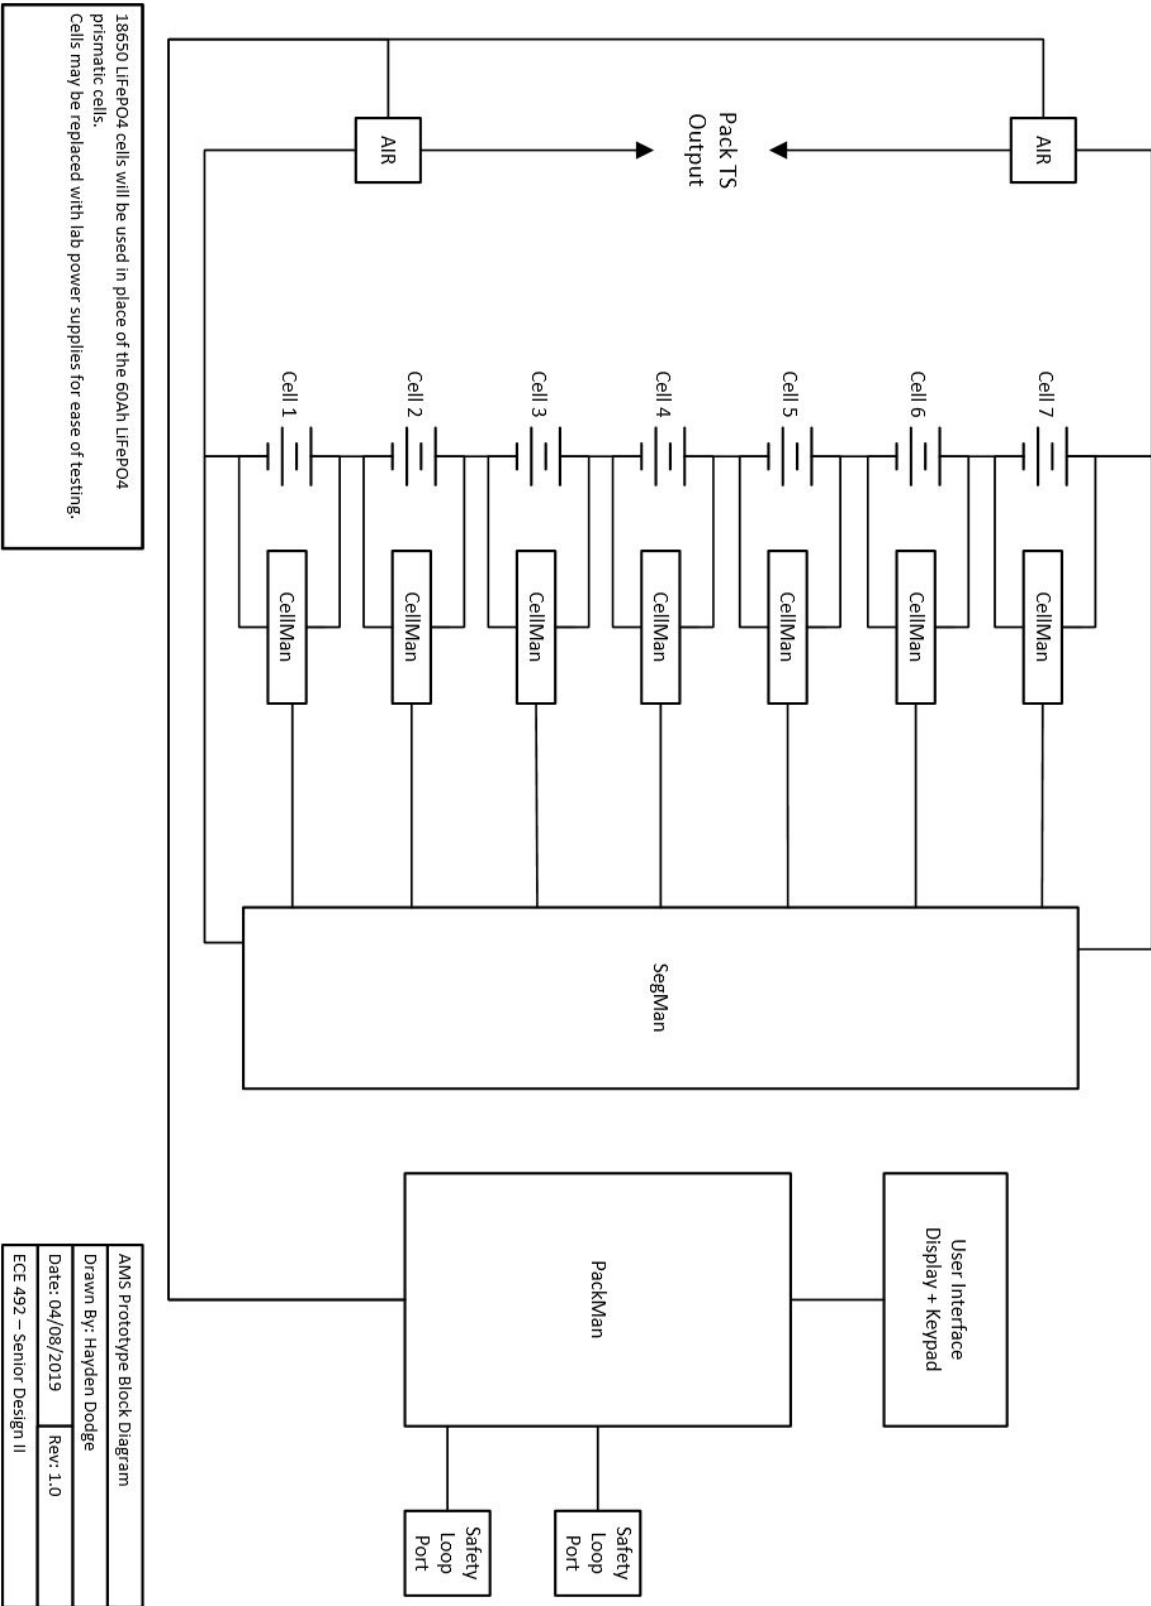 AIR
AIR
Pack TS
Output
Cell 1
Cell 2
Cell 3
Cell 4
Cell 5
Cell 6
Cell 7
CellMan
CellMan
CellMan
CellMan
CellMan
CellMan
CellMan
SegMan
User Interface
Display + Keypad
PackMan
Safety
Loop
Port
Safety
Loop
Port
18650 LiFePO4 cells will be used in place of the 60Ah LiFePO4
prismatic cells.
Cells may be replaced with lab power supplies for ease of testing.
AMS Prototype Block Diagram
Drawn By: Hayden Dodge
Date: 04/08/2019 Rev: 1.0
ECE 492 – Senior Design II